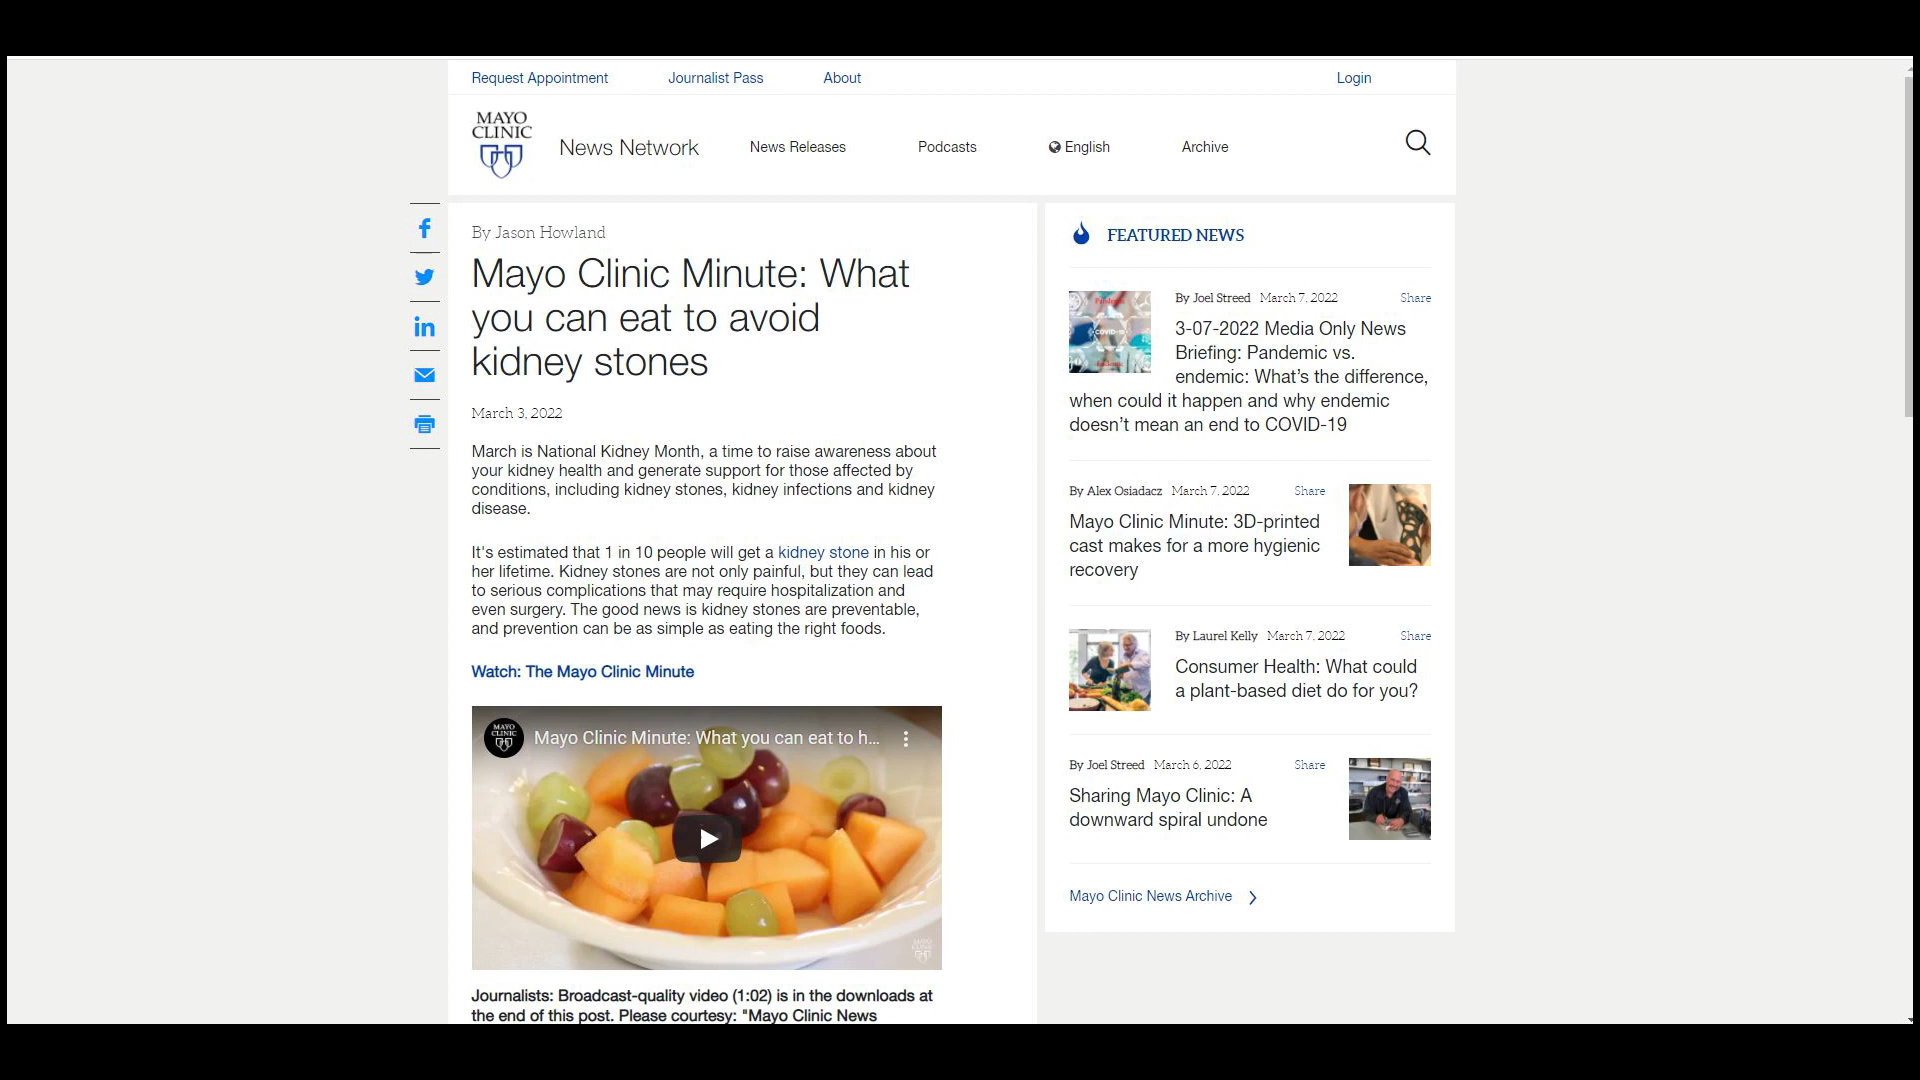 Request Appointment
Journalist Pass
About
Login
MAYO
CLINIC
News Network
News Releases
Podcasts
English
Archive
By Jason Howland
Mayo Clinic Minute: What
you can eat to avoid
kidney stones
March 3, 2022
March is National Kidney Month, a time to raise awareness about
your kidney health and generate support for those affected by
conditions, including kidney stones, kidney infections and kidney
disease.
It's estimated that 1 in 10 people will get a kidney stone in his or
her lifetime. Kidney stones are not only painful, but they can lead
to serious complications that may require hospitalization and
even surgery. The good news is kidney stones are preventable,
and prevention can be as simple as eating the right foods.
Watch: The Mayo Clinic Minute
MAYO
CLINIC
Mayo Clinic Minute: What you can eat to h...
MAYO
CLINIC
Journalists: Broadcast-quality video (1:02) is in the downloads at
the end of this post. Please courtesy: "Mayo Clinic News
FEATURED NEWS
By Joel Streed March 7, 2022 Share
COVID-19
3-07-2022 Media Only News
Briefing: Pandemic vs.
endemic: What’s the difference,
when could it happen and why endemic
doesn’t mean an end to COVID-19
By Alex Osiadacz March 7, 2022 Share
Mayo Clinic Minute: 3D-printed
cast makes for a more hygienic
recovery
By Laurel Kelly March 7, 2022 Share
Consumer Health: What could
a plant-based diet do for you?
By Joel Streed March 6, 2022 Share
Sharing Mayo Clinic: A
downward spiral undone
Mayo Clinic News Archive